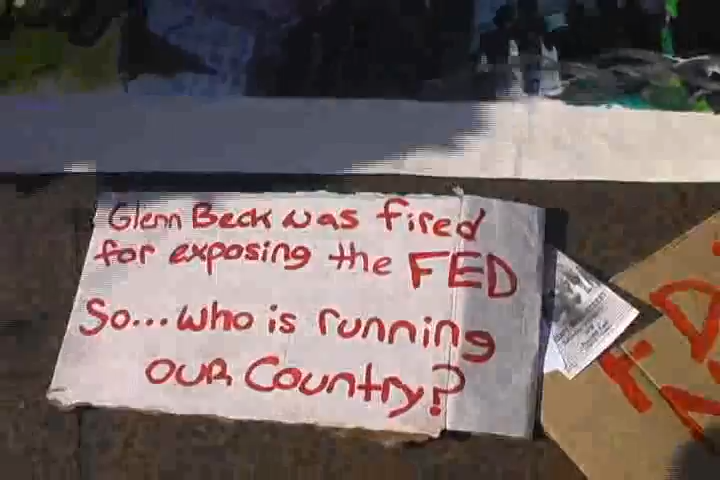 Glenn Beck was fired
for exposing the FED
So...who is running
OUR Country?